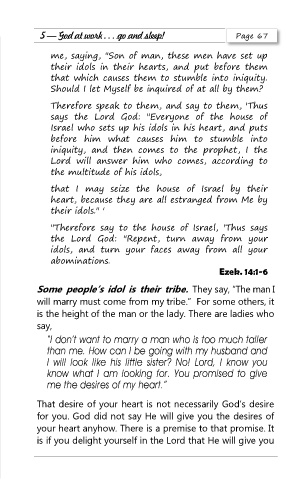 5 — God at work . . . go and sleep!
Page 67
me, saying, "Son of man, these men have set up
their idols in their hearts, and put before them
that which causes them to stumble into iniquity.
Should I let Myself be inquired of at all by them?
Therefore speak to them, and say to them, 'Thus
says the Lord God: "Everyone of the house of
Israel who sets up his idols in his heart, and puts
before him what causes him to stumble into
iniquity, and then comes to the prophet, I the
Lord will answer him who comes, according to
the multitude of his idols,
that I may seize the house of Israel by their
heart, because they are all estranged from Me by
their idols." '
"Therefore say to the house of Israel, 'Thus says
the Lord God: "Repent, turn away from your
idols, and turn your faces away from all your
abominations.
Ezek. 14:1-6
Some people's idol is their tribe. They say, "The man I
will marry must come from my tribe." For some others, it
is the height of the man or the lady. There are ladies who
say,
"I don't want to marry a man who is too much taller
than me. How can I be going with my husband and
I will look like his little sister? No! Lord, I know you
know what I am looking for. You promised to give
me the desires of my heart."
That desire of your heart is not necessarily God's desire
for you. God did not say He will give you the desires of
your heart anyhow. There is a premise to that promise. It
is if you delight yourself in the Lord that He will give you